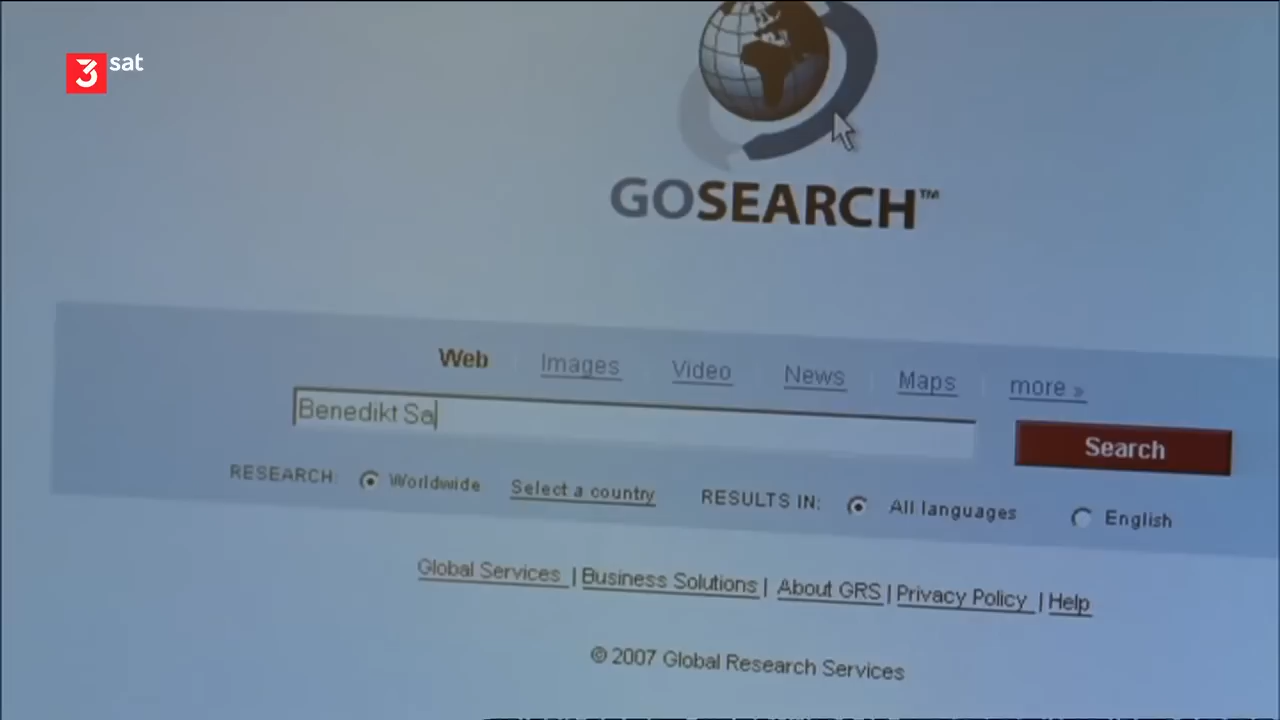 3sat
GOSEARCH™
Web Images Video News Maps more »
Benedikt Sa
Search
RESEARCH: Worldwide Select a country RESULTS IN: All languages English
Global Services | Business Solutions | About GRS | Privacy Policy | Help
© 2007 Global Research Services